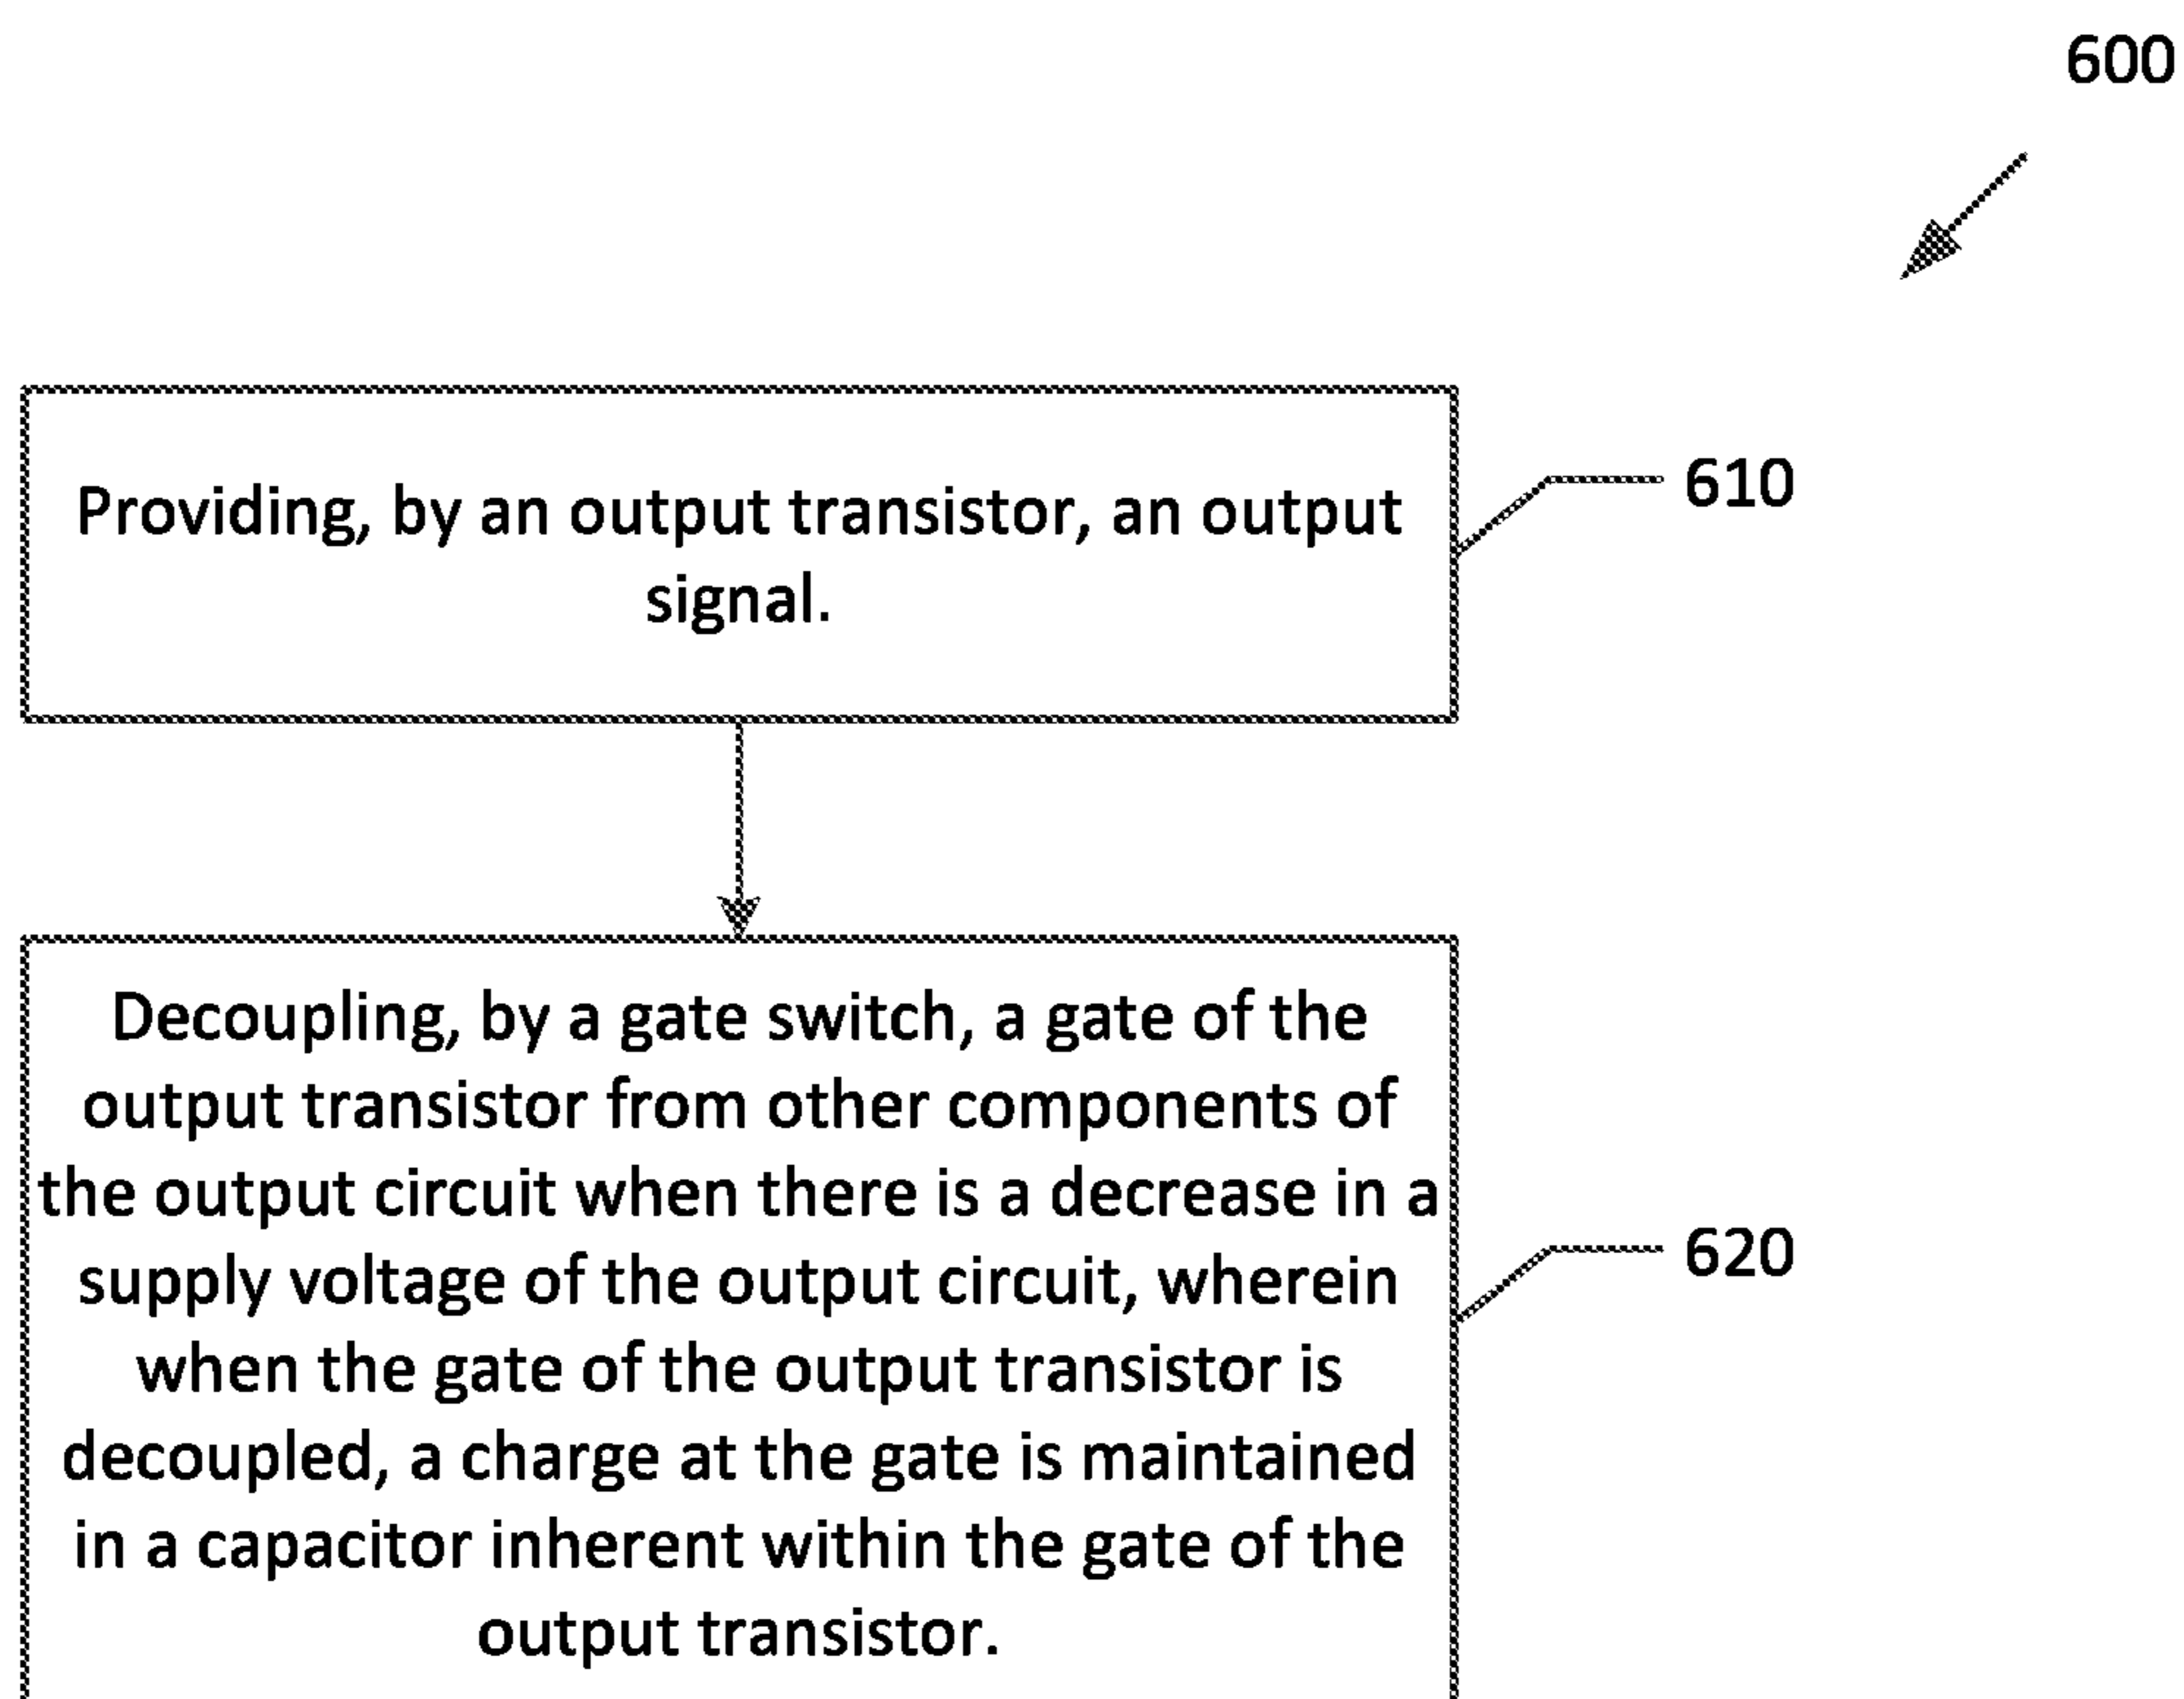 600
Providing, by an output transistor, an output
signal.
610
Decoupling, by a gate switch, a gate of the
output transistor from other components of
the output circuit when there is a decrease in a
supply voltage of the output circuit, wherein
when the gate of the output transistor is
decoupled, a charge at the gate is maintained
in a capacitor inherent within the gate of the
output transistor.
620